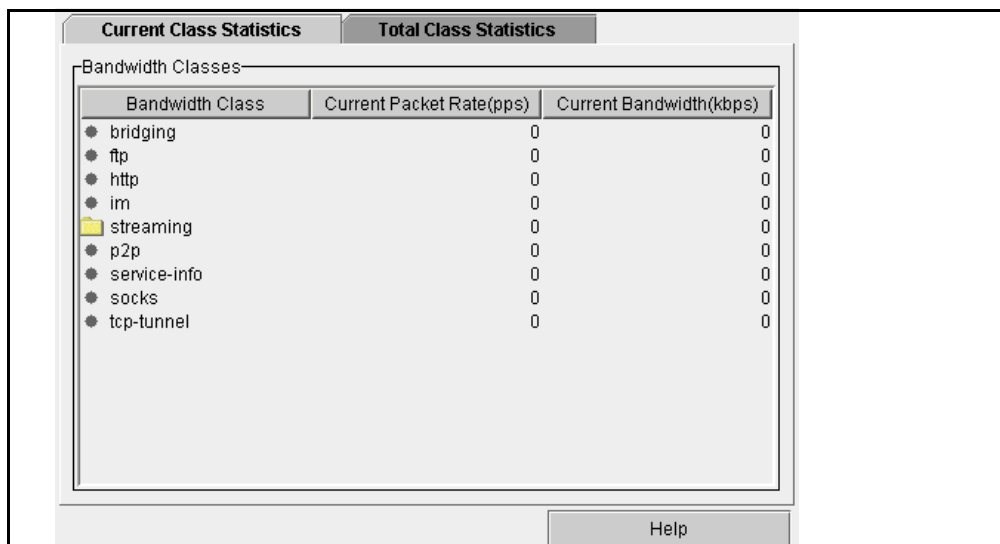 Current Class Statistics Total Class Statistics
Bandwidth Classes
Bandwidth Class Current Packet Rate(pps) Current Bandwidth(kbps)
bridging 0 0
ftp 0 0
http 0 0
im 0 0
streaming 0 0
p2p 0 0
service-info 0 0
socks 0 0
tcp-tunnel 0 0
Help